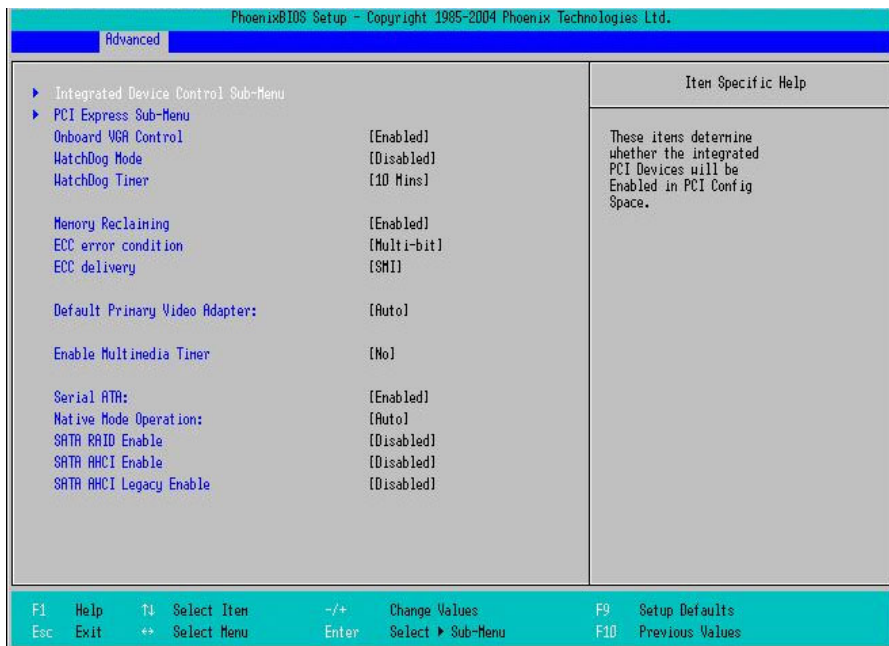 PhoenixBIOS Setup - Copyright 1985-2004 Phoenix Technologies Ltd.
Advanced
Integrated Device Control Sub-Menu
PCI Express Sub-Menu
Onboard VGA Control [Enabled]
WatchDog Mode [Disabled]
WatchDog Timer [10 Mins]
Memory Reclaiming [Enabled]
ECC error condition [Multi-bit]
ECC delivery [SMI]
Default Primary Video Adapter: [Auto]
Enable Multimedia Timer [No]
Serial ATA: [Enabled]
Native Mode Operation: [Auto]
SATA RAID Enable [Disabled]
SATA AHCI Enable [Disabled]
SATA AHCI Legacy Enable [Disabled]
Item Specific Help
These items determine
whether the integrated
PCI Devices will be
Enabled in PCI Config
Space.
F1 Help ↑↓ Select Item -/+ Change Values F9 Setup Defaults
Esc Exit ↔ Select Menu Enter Select ▶ Sub-Menu F10 Previous Values